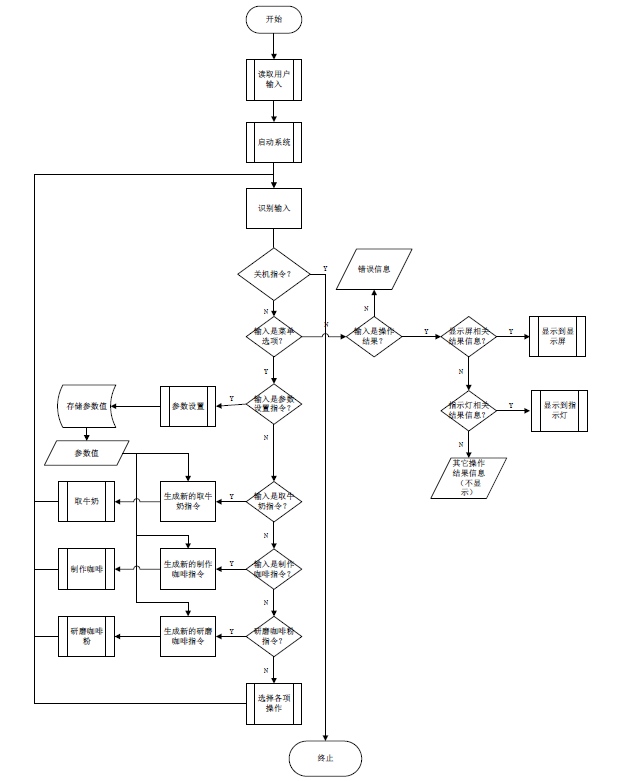 开始
读取用户
输入
启动系统
识别输入
关机指令?
Y
N
错误信息
N
输入是菜单
选项?
N
Y
输入是操作
结果?
Y
显示屏相关
结果信息?
Y
显示到显
示屏
N
指示灯相关
结果信息?
Y
显示到指
示灯
N
其它操作
结果信息
(不显
示)
输入是参数
设置指令?
Y
N
参数设置
存储参数值
参数值
输入是取牛
奶指令?
Y
N
生成新的取牛
奶指令
取牛奶
输入是制作
咖啡指令?
Y
N
生成新的制作
咖啡指令
制作咖啡
研磨咖啡粉
指令?
Y
N
生成新的研磨
咖啡指令
研磨咖啡
粉
选择各项
操作
终止